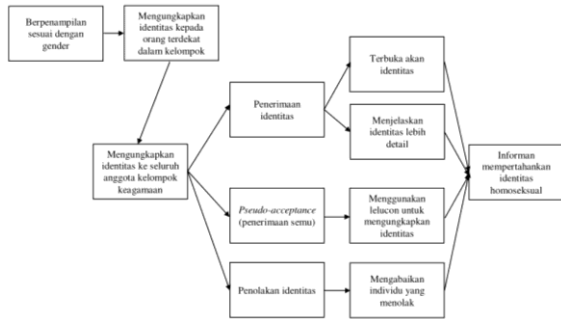 Berpenampilan
sesuai dengan
gender
Mengungkapkan
identitas kepada
orang terdekat
dalam kelompok
Mengungkapkan
identitas ke seluruh
anggota kelompok
keagamaan
Penerimaan
identitas
Terbuka akan
identitas
Menjelaskan
identitas lebih
detail
Pseudo-acceptance
(penerimaan semu)
Menggunakan
lelucon untuk
mengungkapkan
identitas
Penolakan identitas
Mengabaikan
individu yang
menolak
Informan
mempertahankan
identitas
homoseksual